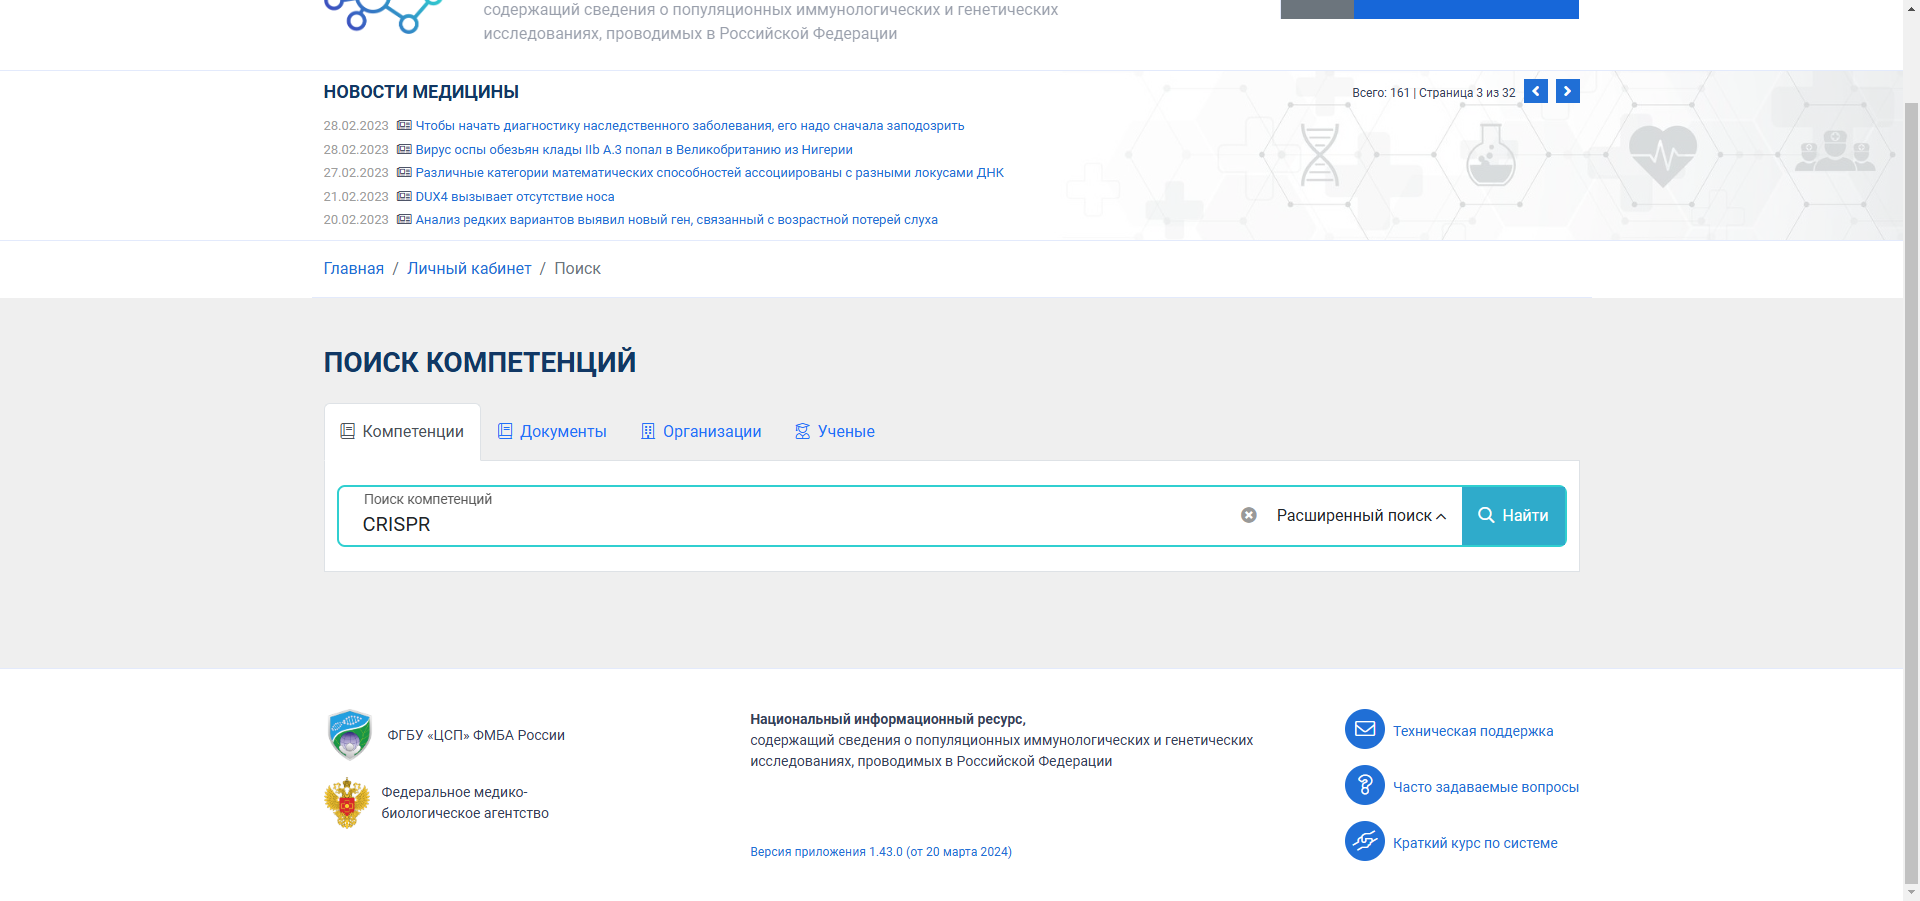 содержащий сведения о популяционных иммунологических и генетических
исследованиях, проводимых в Российской Федерации
НОВОСТИ МЕДИЦИНЫ
Всего: 161 | Страница 3 из 32
28.02.2023 Чтобы начать диагностику наследственного заболевания, его надо сначала заподозрить
28.02.2023 Вирус оспы обезьян клады IIb A.3 попал в Великобританию из Нигерии
27.02.2023 Различные категории математических способностей ассоциированы с разными локусами ДНК
21.02.2023 DUX4 вызывает отсутствие носа
20.02.2023 Анализ редких вариантов выявил новый ген, связанный с возрастной потерей слуха
Главная / Личный кабинет / Поиск
ПОИСК КОМПЕТЕНЦИЙ
Компетенции Документы Организации Ученые
Поиск компетенций
CRISPR
Расширенный поиск
Найти
ФГБУ «ЦСП» ФМБА России
Федеральное медико-
биологическое агентство
Национальный информационный ресурс,
содержащий сведения о популяционных иммунологических и генетических
исследованиях, проводимых в Российской Федерации
Версия приложения 1.43.0 (от 20 марта 2024)
Техническая поддержка
Часто задаваемые вопросы
Краткий курс по системе